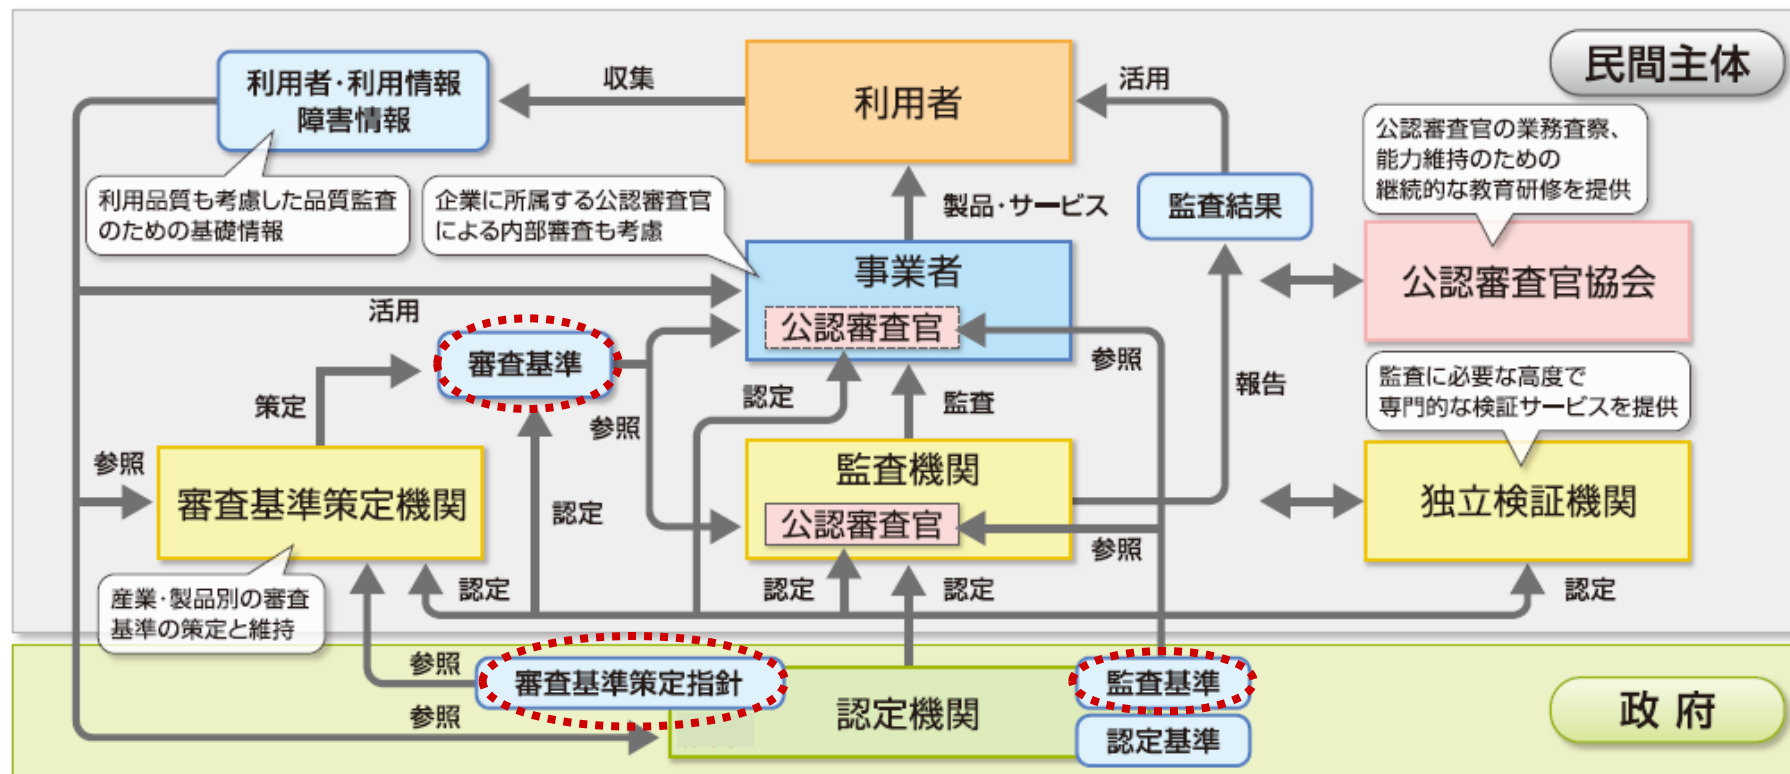 民間主体
利用者・利用情報
障害情報
収集
利用者
活用
公認審査官の業務査察、
能力維持のための
継続的な教育研修を提供
利用品質も考慮した品質監査
のための基礎情報
企業に所属する公認審査官
による内部審査も考慮
製品・サービス
監査結果
事業者
公認審査官
公認審査官協会
活用
審査基準
参照
策定
認定
監査
報告
監査に必要な高度で
専門的な検証サービスを提供
参照
参照
審査基準策定機関
認定
監査機関
公認審査官
参照
独立検証機関
産業・製品別の審査
基準の策定と維持
認定
認定
認定
認定
参照
審査基準策定指針
監査基準
参照
認定機関
認定基準
政府